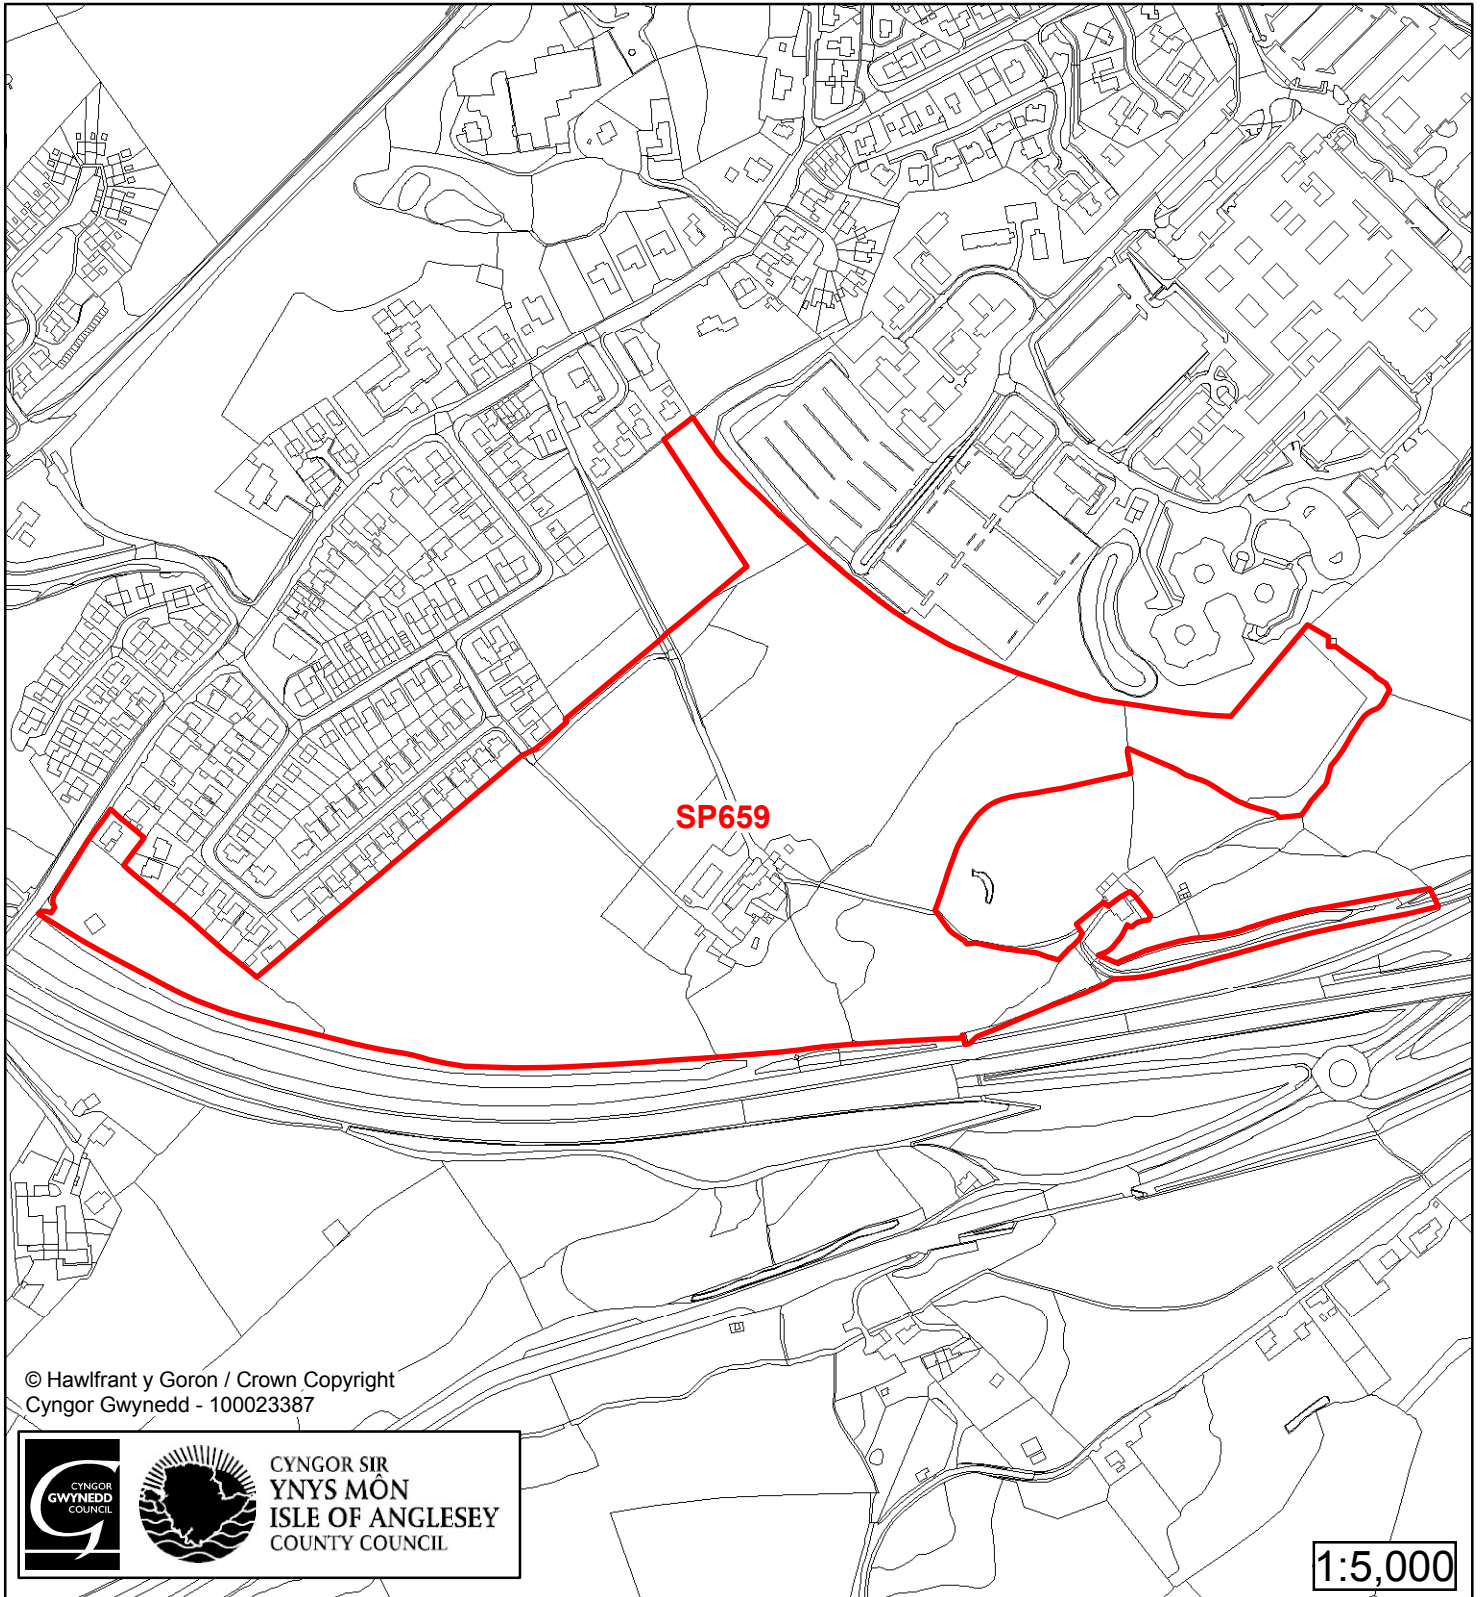 SP659
© Hawlfrant y Goron / Crown Copyright
Cyngor Gwynedd - 100023387
CYNGOR
GWYNEDD
COUNCIL
CYNGOR SIR
YNYS MÔN
ISLE OF ANGLESEY
COUNTY COUNCIL
1:5,000